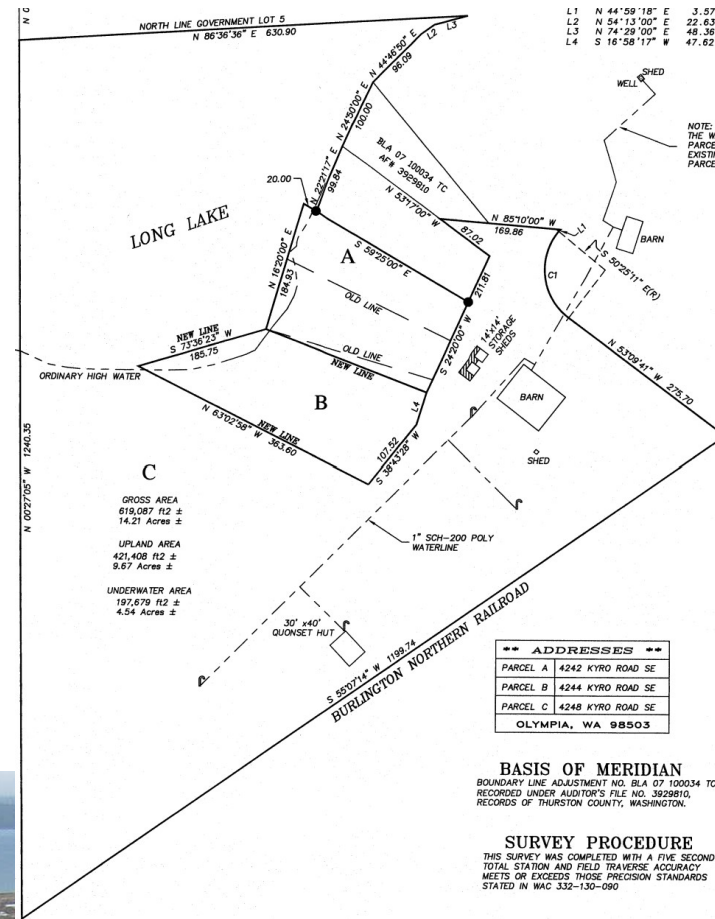 L1 N 44°59'18" E 3.57
L2 N 54°13'00" E 22.63
L3 N 74°29'00" E 48.36
L4 S 16°58'17" W 47.62
NORTH LINE GOVERNMENT LOT 5
N 86°36'36" E 630.90
L2
L3
N 44°46'50" E
96.09
N 24°50'00" E
100.00
N 22°21'17" E
99.84
20.00
BLA 07 100034 TC
AF# 3929810
N 53°17'00" W
87.02
N 85°10'00" W
169.86
L1
C1
S 50°25'11" E(R)
SHED
WELL
NOTE:
PARCE
EXISTIN
PARCE
BARN
LONG LAKE
A
S 59°25'00" E
N 16°20'00" E
184.93
OLD LINE
211.81
S 24°20'00" W
14'x14'
STORAGE
SHEDS
NEW LINE
S 73°36'23" W
185.75
OLD LINE
NEW LINE
ORDINARY HIGH WATER
B
L4
BARN
N 53°09'41" W 275.70
NEW LINE
N 63°02'58" W 363.60
107.52
S 38°43'28" W
SHED
N 00°27'05" W 1240.35
C
GROSS AREA
619,087 ft2 ±
14.21 Acres ±
UPLAND AREA
421,408 ft2 ±
9.67 Acres ±
UNDERWATER AREA
197,679 ft2 ±
4.54 Acres ±
1" SCH-200 POLY
WATERLINE
30' x40'
QUONSET HUT
S 55°07'14" W 1199.74
BURLINGTON NORTHERN RAILROAD
** ADDRESSES **
PARCEL A 4242 KYRO ROAD SE
PARCEL B 4244 KYRO ROAD SE
PARCEL C 4248 KYRO ROAD SE
OLYMPIA, WA 98503
BASIS OF MERIDIAN
BOUNDARY LINE ADJUSTMENT NO. BLA 07 100034 TC
RECORDED UNDER AUDITOR'S FILE NO. 3929810,
RECORDS OF THURSTON COUNTY, WASHINGTON.
SURVEY PROCEDURE
THIS SURVEY WAS COMPLETED WITH A FIVE SECOND
TOTAL STATION AND FIELD TRAVERSE ACCURACY
MEETS OR EXCEEDS THOSE PRECISION STANDARDS
STATED IN WAC 332-130-090